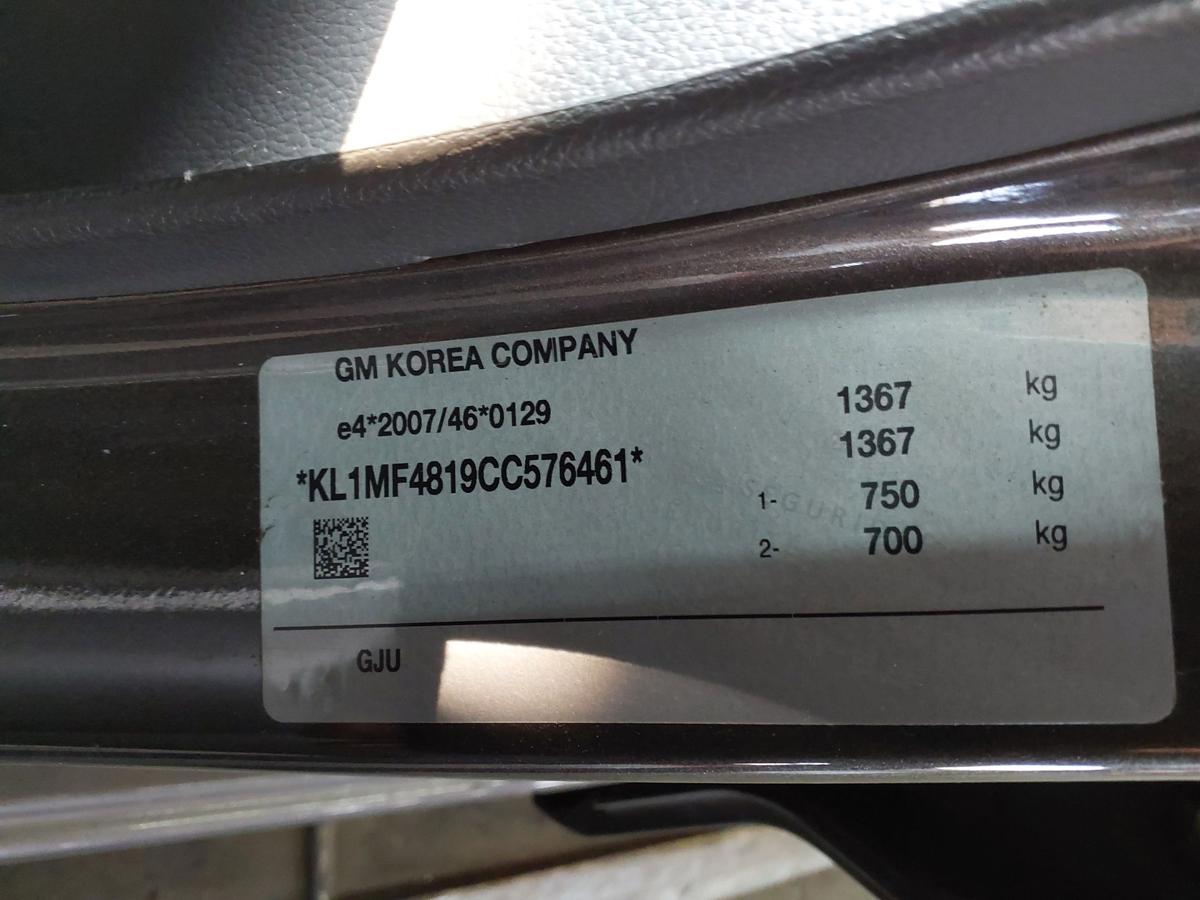 GM KOREA COMPANY
e4*2007/46*0129
*KL1MF4819CC576461*
1367 kg
1367 kg
1- 750 kg
2- 700 kg
GJU